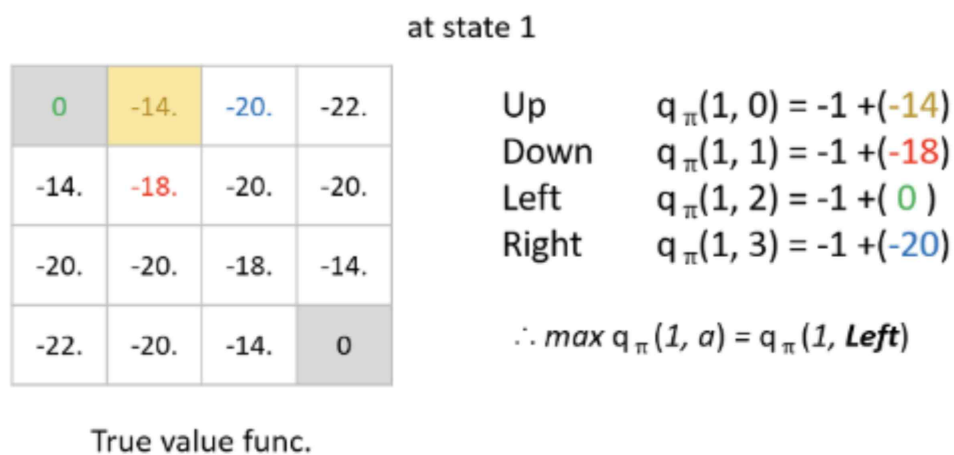 at state 1
0 -14. -20. -22.
-14. -18. -20. -20.
-20. -20. -18. -14.
-22. -20. -14. 0
True value func.
Up q π(1, 0) = -1 +(-14)
Down q π(1, 1) = -1 +(-18)
Left q π(1, 2) = -1 +( 0 )
Right q π(1, 3) = -1 +(-20)
∴ max q π (1, a) = q π (1, Left)